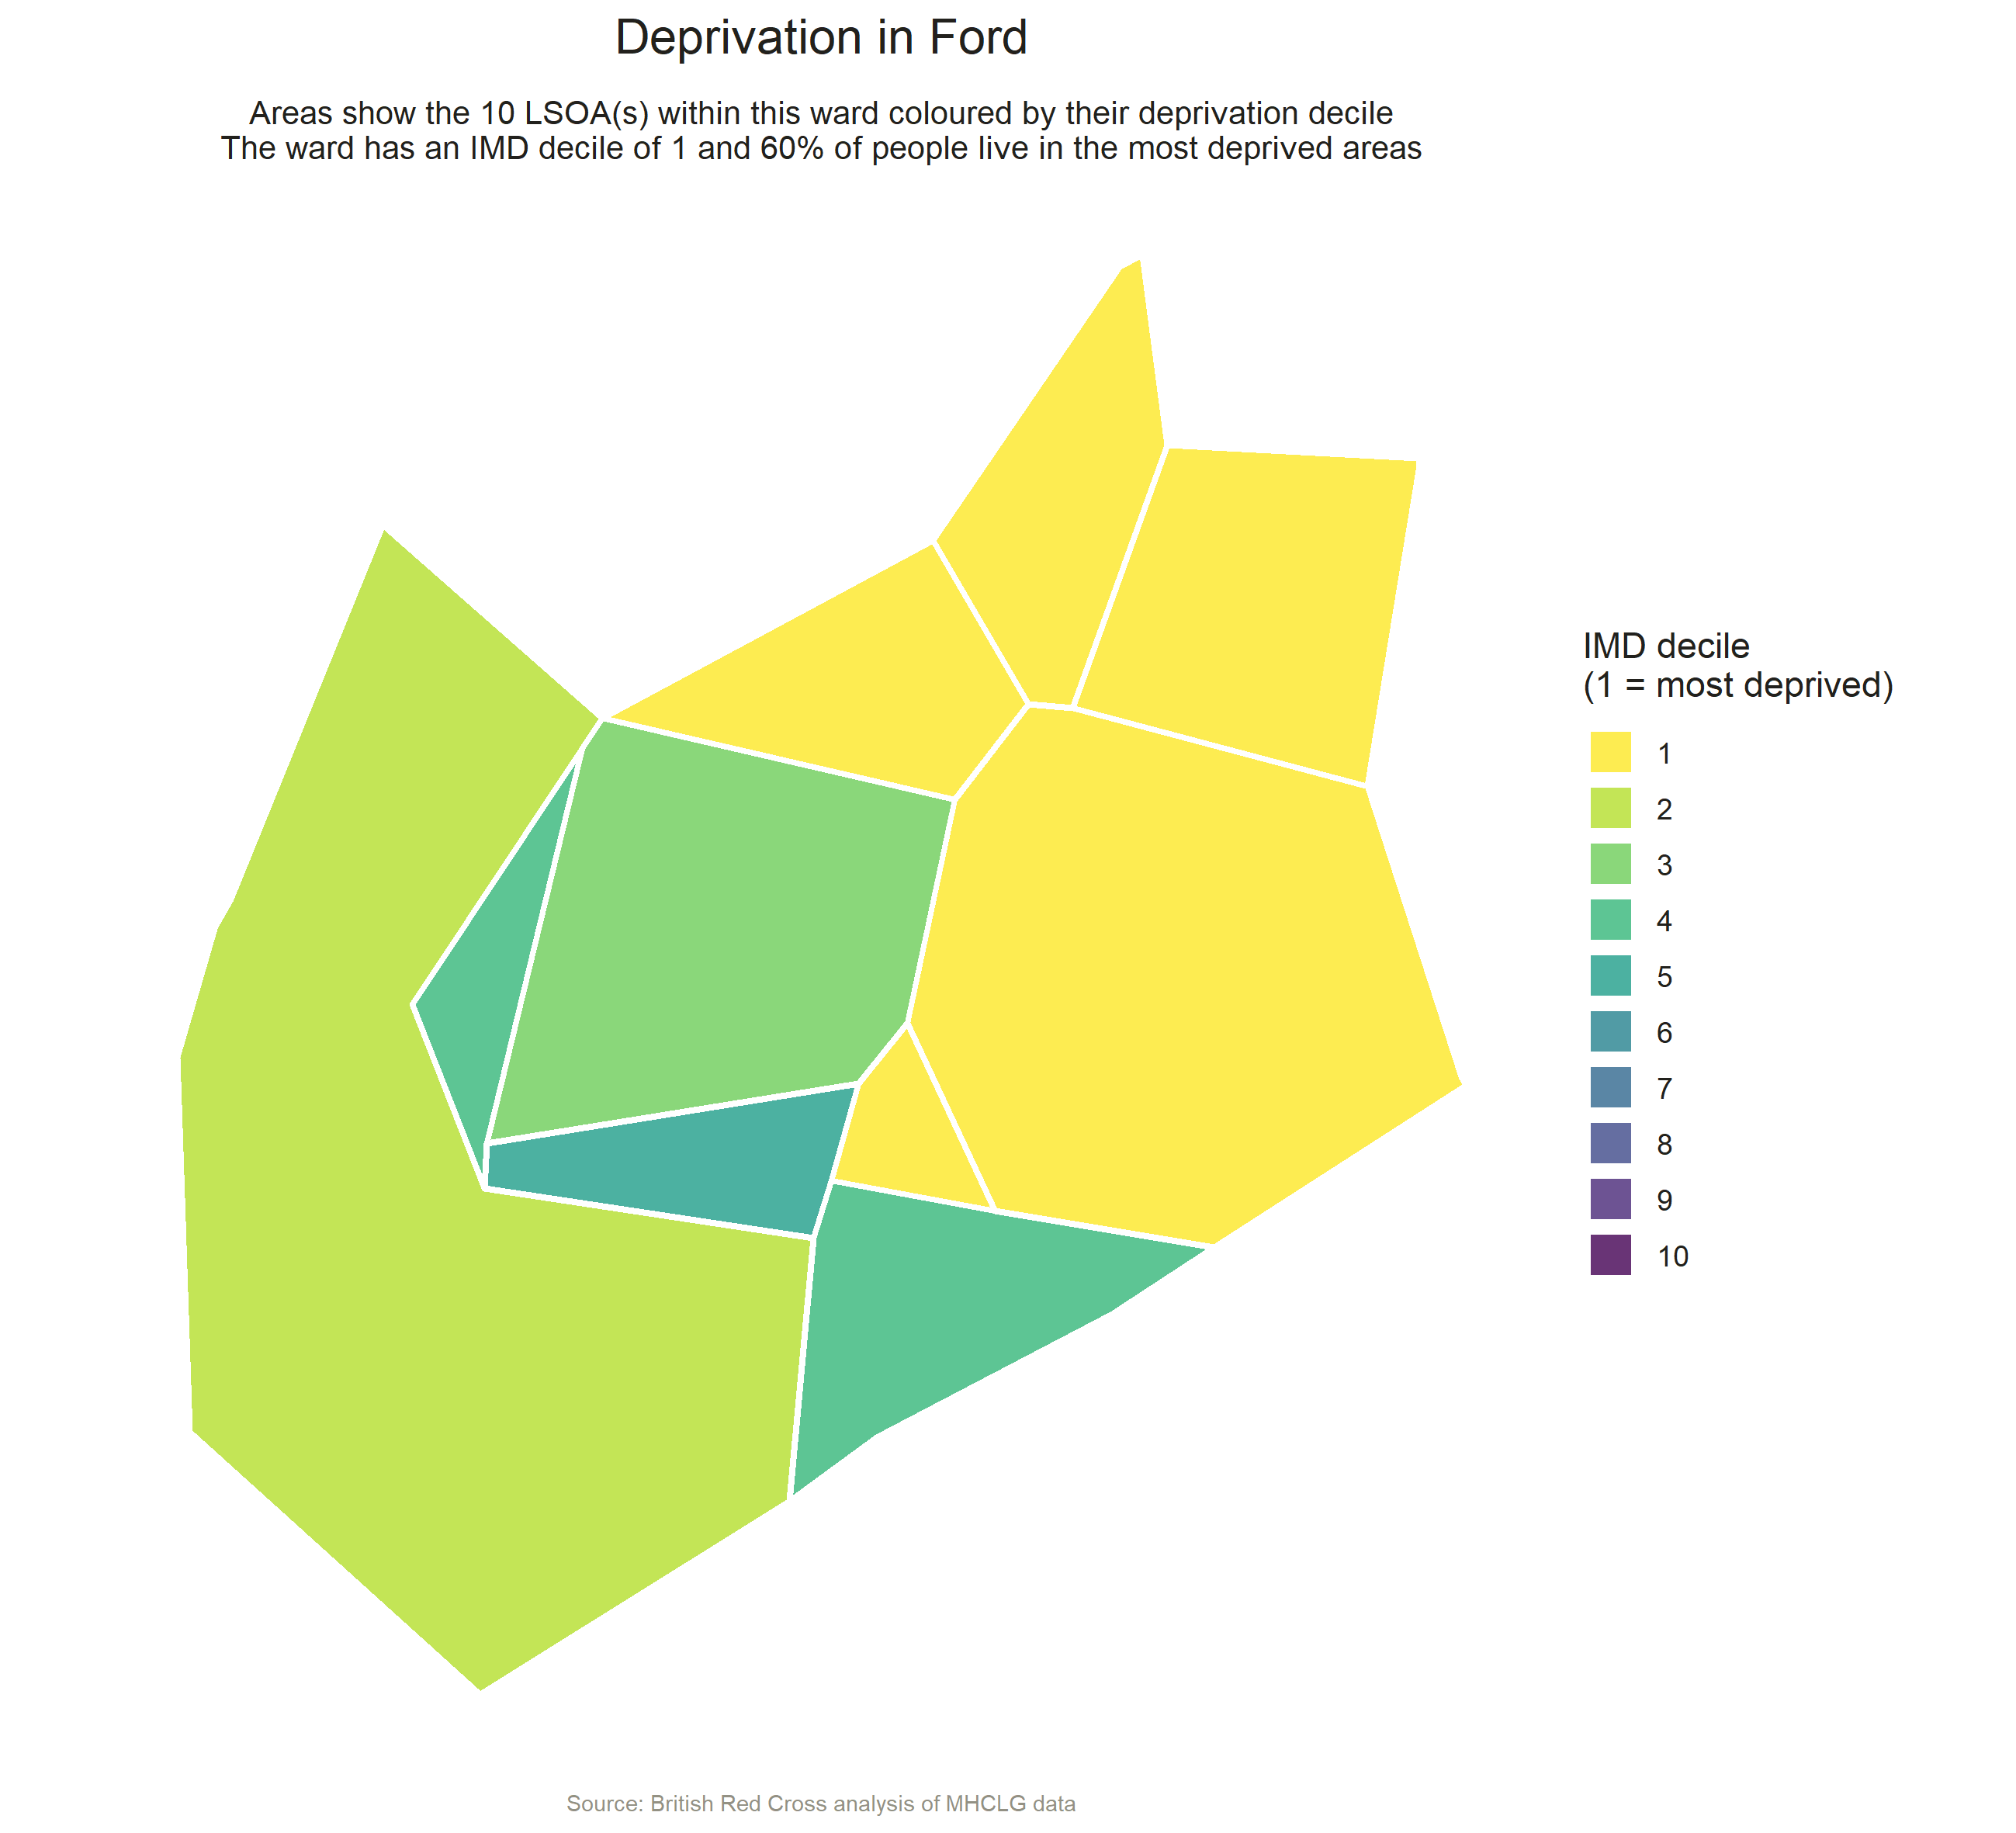 Deprivation in Ford
Areas show the 10 LSOA(s) within this ward coloured by their deprivation decile
The ward has an IMD decile of 1 and 60% of people live in the most deprived areas
IMD decile
(1 = most deprived)
1
2
3
4
5
6
7
8
9
10
Source: British Red Cross analysis of MHCLG data